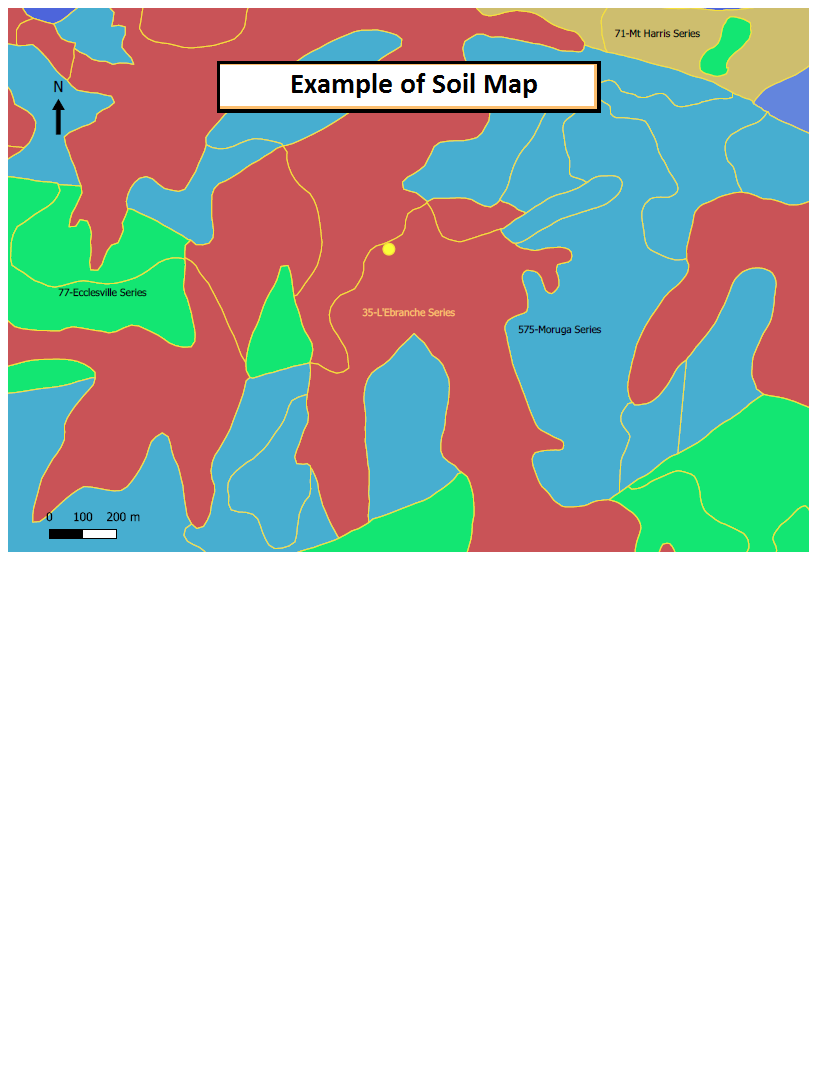 71-Mt Harris Series
Example of Soil Map
N
77-Ecclesville Series
35-L'Ebranche Series
575-Moruga Series
0 100 200 m